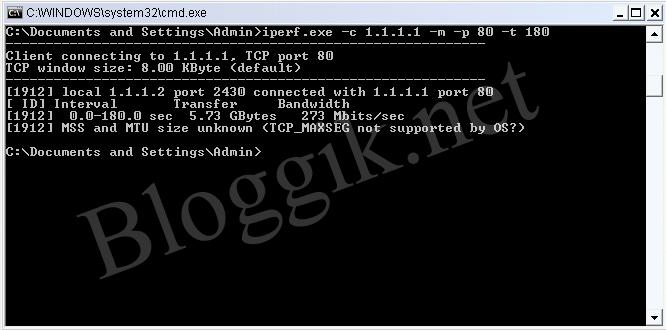 C:\WINDOWS\system32\cmd.exe
C:\Documents and Settings\Admin>iperf.exe -c 1.1.1.1 -m -p 80 -t 180
------------------------------------------------------------
Client connecting to 1.1.1.1, TCP port 80
TCP window size: 8.00 KByte (default)
------------------------------------------------------------
[1912] local 1.1.1.2 port 2430 connected with 1.1.1.1 port 80
[ ID] Interval       Transfer     Bandwidth
[1912]  0.0-180.0 sec  5.73 GBytes   273 Mbits/sec
[1912] MSS and MTU size unknown (TCP_MAXSEG not supported by OS?)
C:\Documents and Settings\Admin>
Bloggik.net